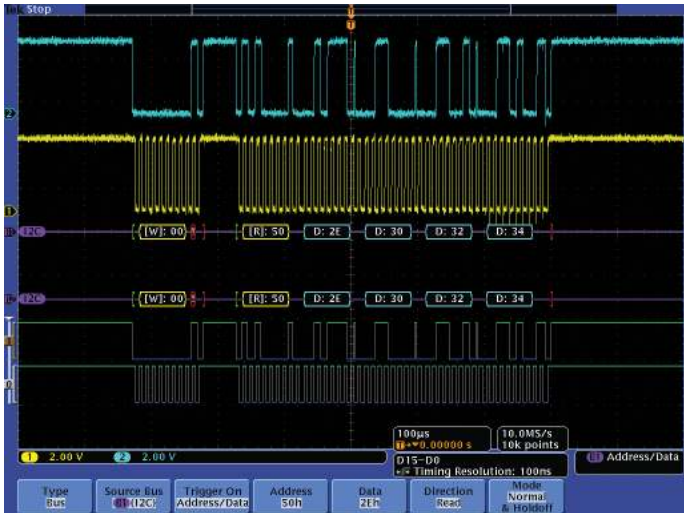 Tek Stop
T
T
2
1
B1 I2C [W]: 00 [R]: 50 D: 2E D: 30 D: 32 D: 34
I2C [W]: 00 [R]: 50 D: 2E D: 30 D: 32 D: 34
1
0
100µs 10.0MS/s
T→▼0.00000 s 10k points
1 2.00 V 2 2.00 V D15-D0 B1 Address/Data
Timing Resolution: 100ns
Type Source Bus Trigger On Address Data Direction Mode
Bus B1 (I2C) Address/Data 50h 2Eh Read Normal
& Holdoff